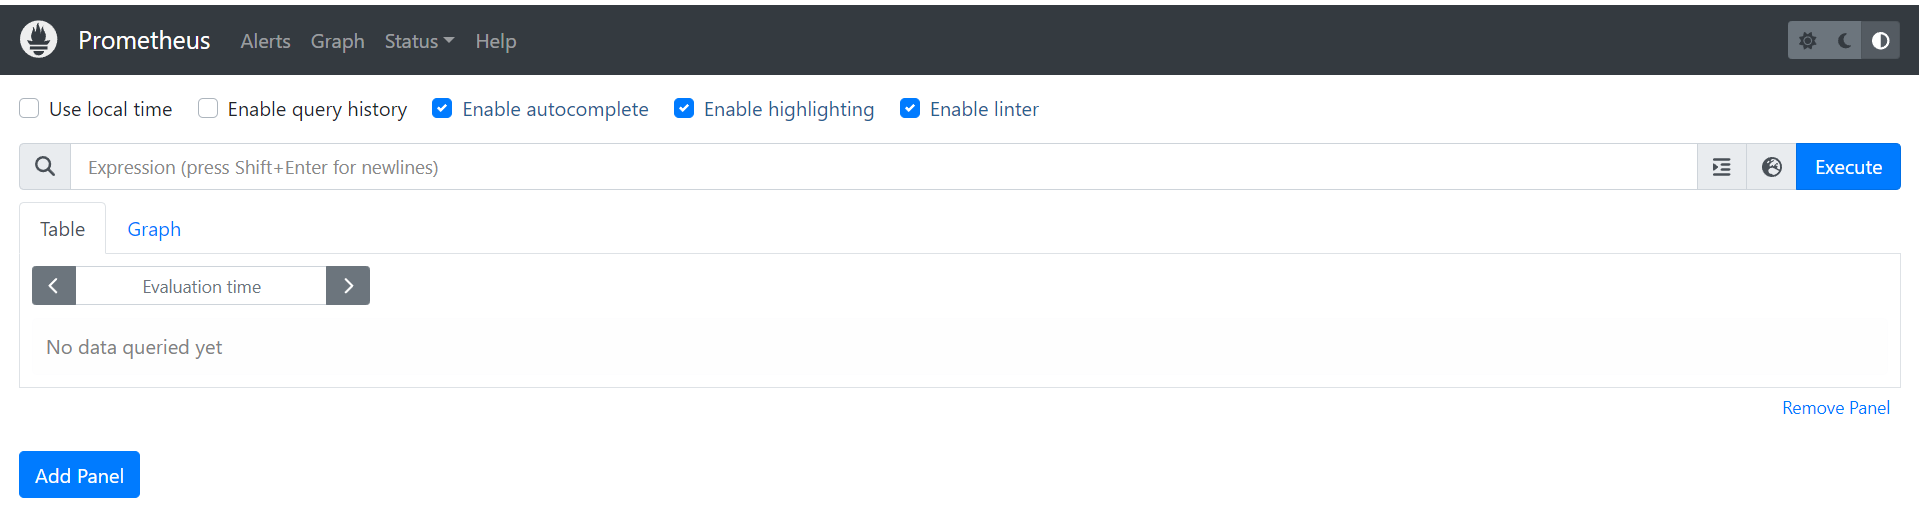 Prometheus Alerts Graph Status Help
Use local time Enable query history Enable autocomplete Enable highlighting Enable linter
Expression (press Shift+Enter for newlines) Execute
Table Graph
Evaluation time
No data queried yet
Remove Panel
Add Panel